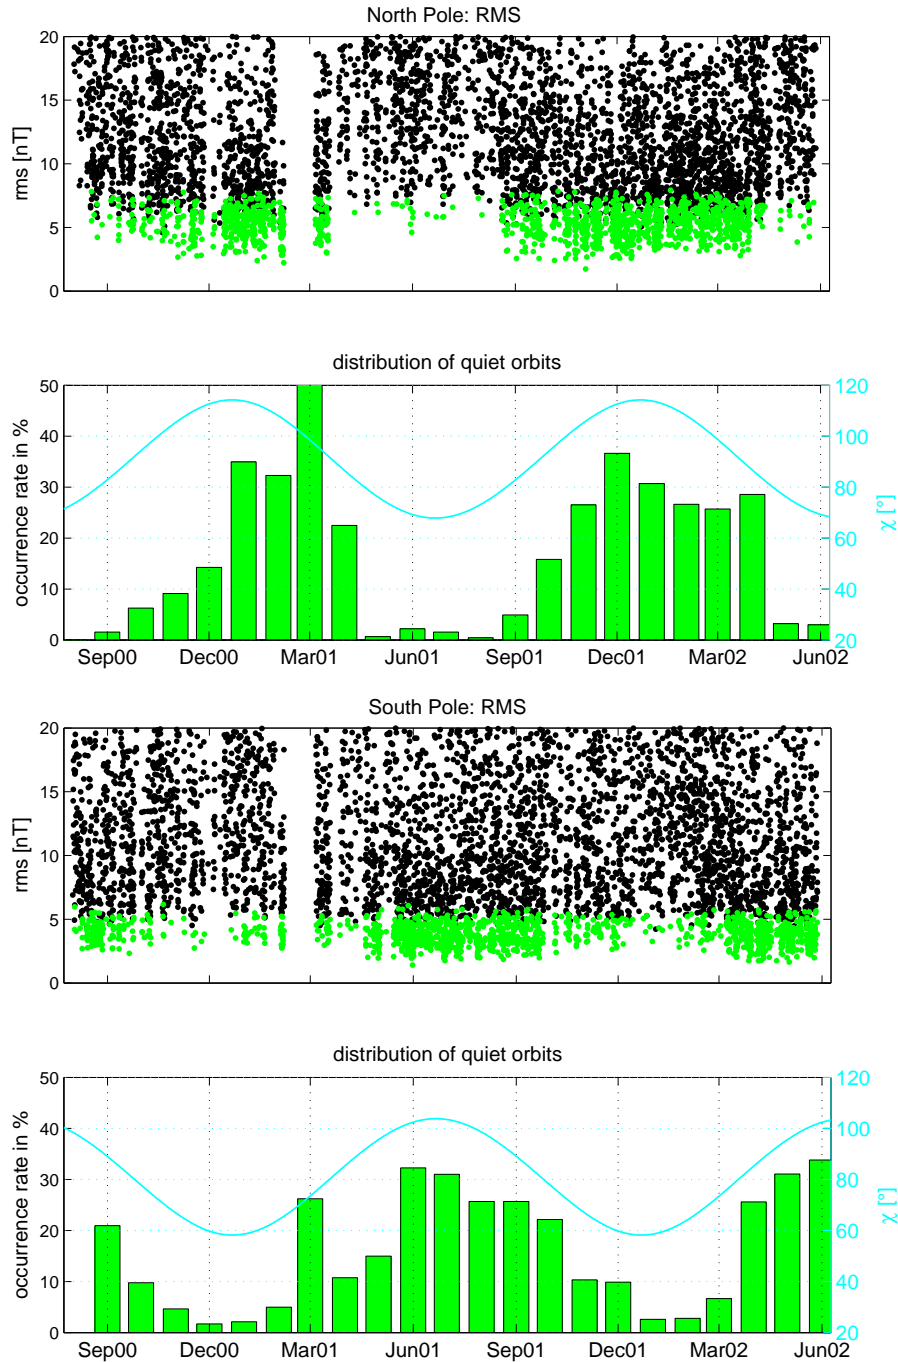 North Pole: RMS
20
15
10
5
0
rms [nT]
distribution of quiet orbits
50
40
30
20
10
0
occurrence rate in %
120
100
80
60
40
20
χ [°]
Sep00 Dec00 Mar01 Jun01 Sep01 Dec01 Mar02 Jun02
South Pole: RMS
20
15
10
5
0
rms [nT]
distribution of quiet orbits
50
40
30
20
10
0
occurrence rate in %
120
100
80
60
40
20
χ [°]
Sep00 Dec00 Mar01 Jun01 Sep01 Dec01 Mar02 Jun02